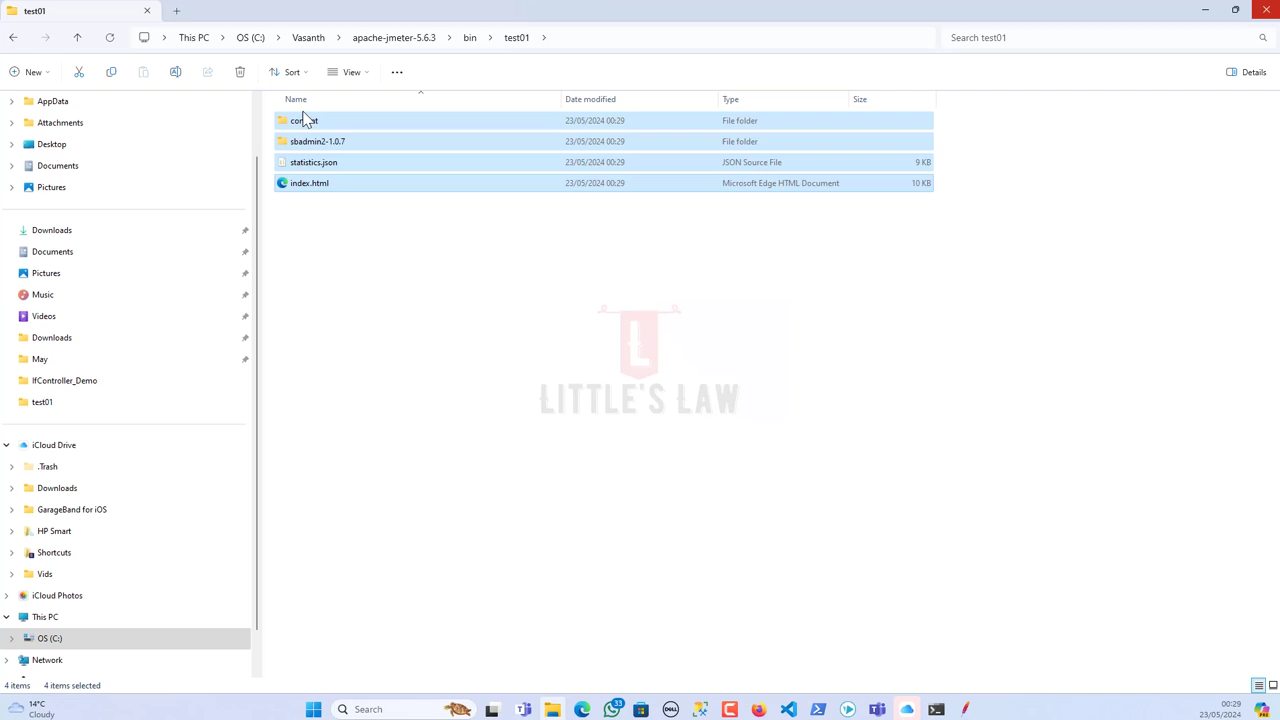 test01
This PC
OS (C:)
Vasanth
apache-jmeter-5.6.3
bin
test01
Search test01
New
Sort
View
Details
Name
Date modified
Type
Size
AppData
Attachments
Desktop
Documents
Pictures
23/05/2024 00:29
File folder
sbadmin2-1.0.7
23/05/2024 00:29
File folder
statistics.json
23/05/2024 00:29
JSON Source File
9 KB
index.html
23/05/2024 00:29
Microsoft Edge HTML Document
10 KB
Downloads
Documents
Pictures
Music
Videos
Downloads
May
IfController_Demo
test01
L
LITTLE'S LAW
iCloud Drive
.Trash
Downloads
GarageBand for iOS
HP Smart
Shortcuts
Vids
iCloud Photos
This PC
OS (C:)
Network
4 items
4 items selected
14°C
Cloudy
Search
33
DELL
00:29
23/05/2024